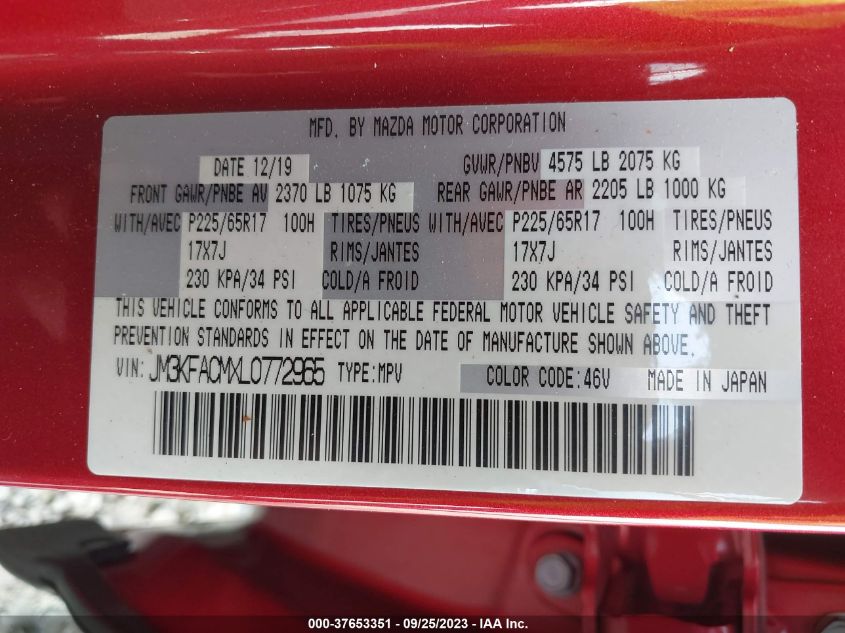 MFD. BY MAZDA MOTOR CORPORATION
DATE 12/19 GVWR/PNBV 4575 LB 2075 KG
FRONT GAWR/PNBE AV 2370 LB 1075 KG REAR GAWR/PNBE AR 2205 LB 1000 KG
WITH/AVEC P225/65R17 100H TIRES/PNEUS WITH/AVEC P225/65R17 100H TIRES/PNEUS
17X7J RIMS/JANTES 17X7J RIMS/JANTES
230 KPA/34 PSI COLD/A FROID 230 KPA/34 PSI COLD/A FROID
THIS VEHICLE CONFORMS TO ALL APPLICABLE FEDERAL MOTOR VEHICLE SAFETY AND THEFT
PREVENTION STANDARDS IN EFFECT ON THE DATE OF MANUFACTURE SHOWN ABOVE.
VIN: JM3KFACMXL0772965 TYPE:MPV COLOR CODE:46V MADE IN JAPAN
000-37653351 - 09/25/2023 - Copyright © IAA, Inc.